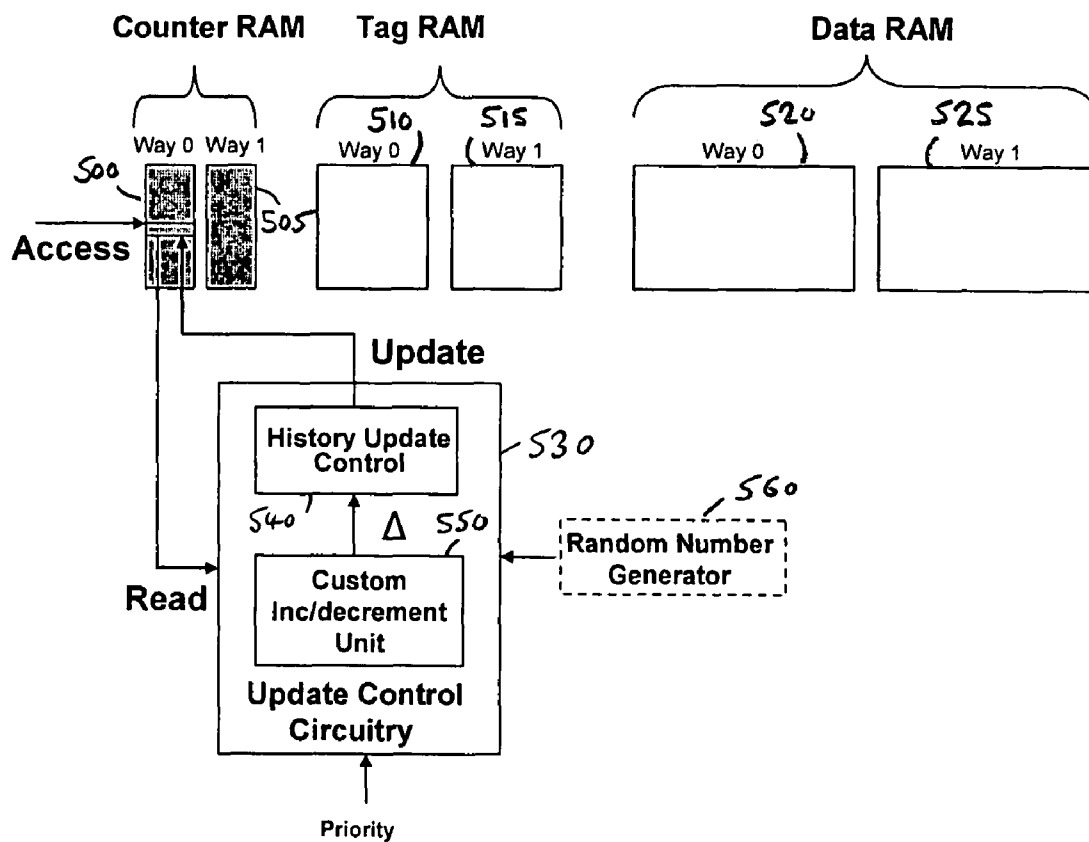 Counter RAM Tag RAM Data RAM
510 515 520 525
Way 0 Way 1 Way 0 Way 1 Way 0 Way 1
500
505
Access
Update
History Update
Control
530
540 Δ 550
560
Random Number
Generator
Read
Custom
Inc/decrement
Unit
Update Control
Circuitry
Priority